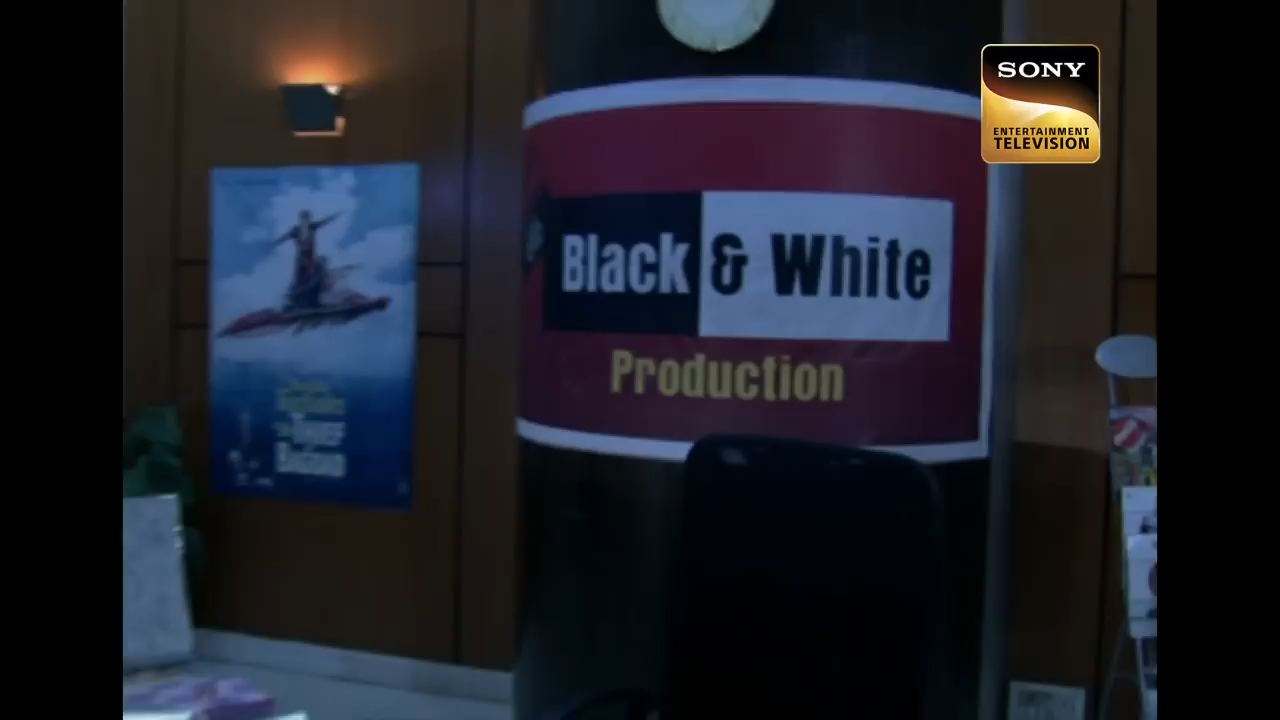 SONY
ENTERTAINMENT
TELEVISION
Black & White
Production